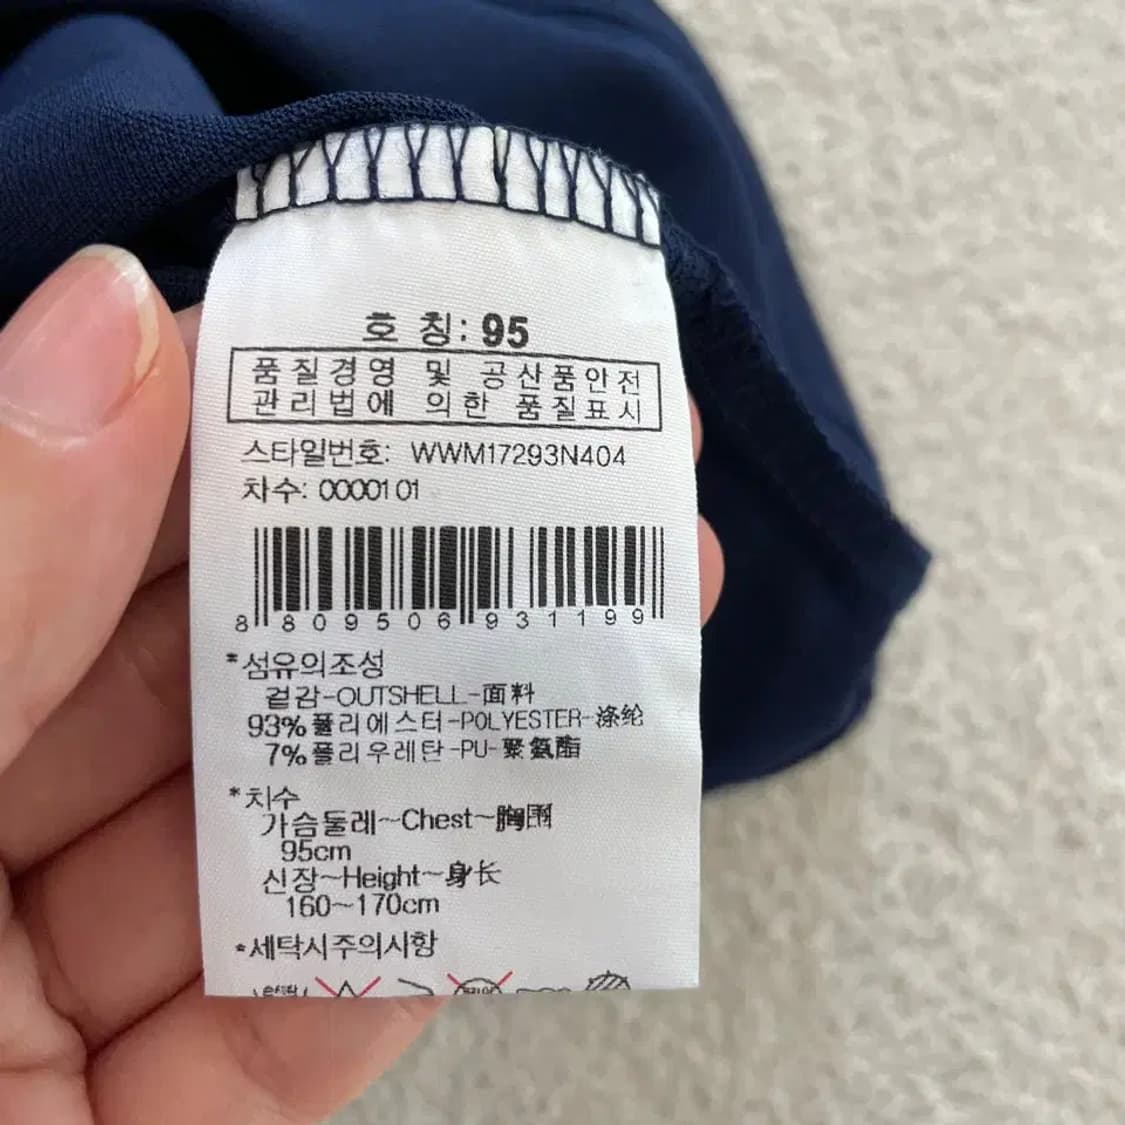 호 칭: 95
품질경영 및 공산품안전
관리법에 의한 품질표시
스타일번호: WWM17293N404
차수: 0000101
8 809506 931199
*섬유의조성
겉감-OUTSHELL-面料
93%폴리에스터-POLYESTER-涤纶
7%폴리우레탄-PU-聚氨酯
*치수
가슴둘레~Chest~胸围
95cm
신장~Height~身长
160~170cm
*세탁시주의사항